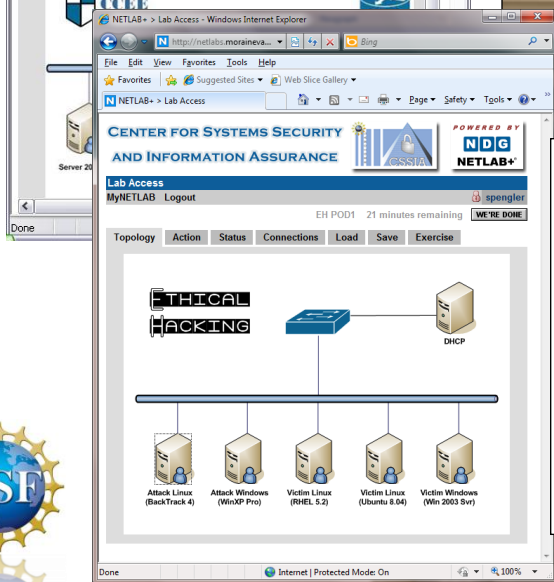 CCEE
Server 20
Done
NETLAB+ > Lab Access - Windows Internet Explorer
http://netlabs.moraineva...
Bing
File Edit View Favorites Tools Help
Favorites Suggested Sites Web Slice Gallery
NETLAB+ > Lab Access
Page Safety Tools
CENTER FOR SYSTEMS SECURITY
AND INFORMATION ASSURANCE
CSSIA
POWERED BY
NDG
NETLAB+
Lab Access
MyNETLAB Logout
spengler
EH POD1 21 minutes remaining WE'RE DONE
Topology Action Status Connections Load Save Exercise
ETHICAL
HACKING
DHCP
Attack Linux
(BackTrack 4)
Attack Windows
(WinXP Pro)
Victim Linux
(RHEL 5.2)
Victim Linux
(Ubuntu 8.04)
Victim Windows
(Win 2003 Svr)
SF
Done
Internet | Protected Mode: On
100%